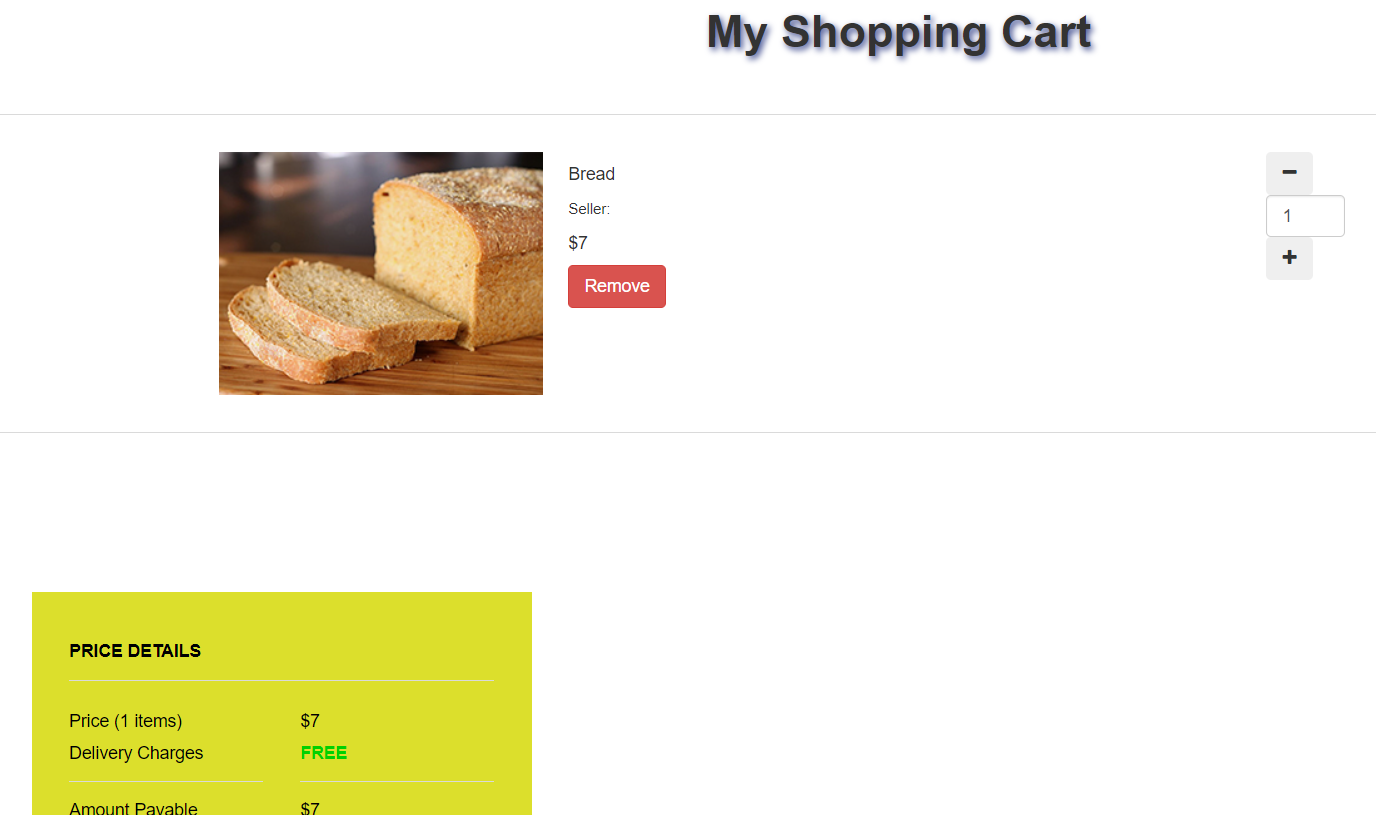 My Shopping Cart
Bread
Seller:
$7
Remove
−
1
+
PRICE DETAILS
Price (1 items) $7
Delivery Charges FREE
Amount Payable $7